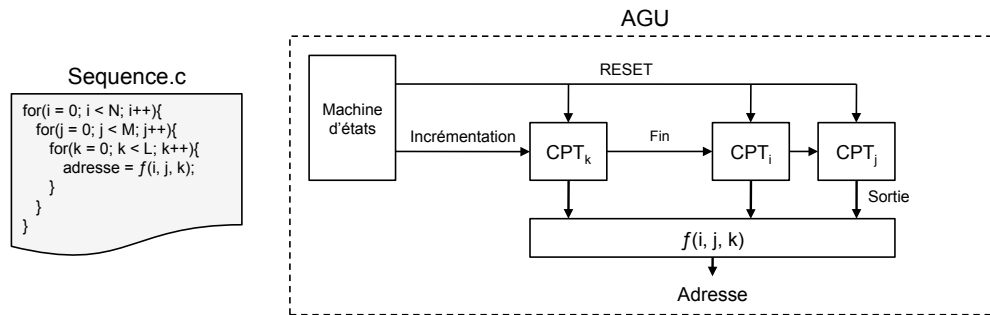 AGU
Sequence.c
for(i = 0; i < N; i++){
for(j = 0; j < M; j++){
for(k = 0; k < L; k++){
adresse = ƒ(i, j, k);
}
}
}
Machine
d'états
RESET
Incrémentation
CPTk
Fin
CPTi
CPTj
Sortie
ƒ(i, j, k)
Adresse